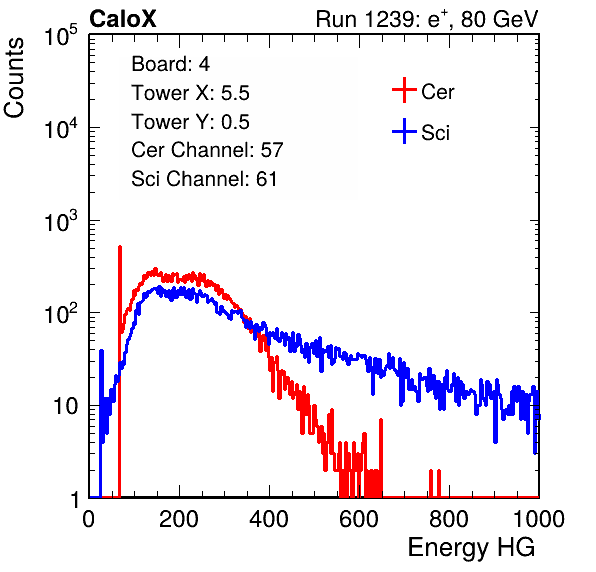 CaloX Run 1239: e⁺, 80 GeV
Counts
Board: 4
Tower X: 5.5
Tower Y: 0.5
Cer Channel: 57
Sci Channel: 61
Cer
Sci
10⁵
10⁴
10³
10²
10
1
0 200 400 600 800 1000
Energy HG